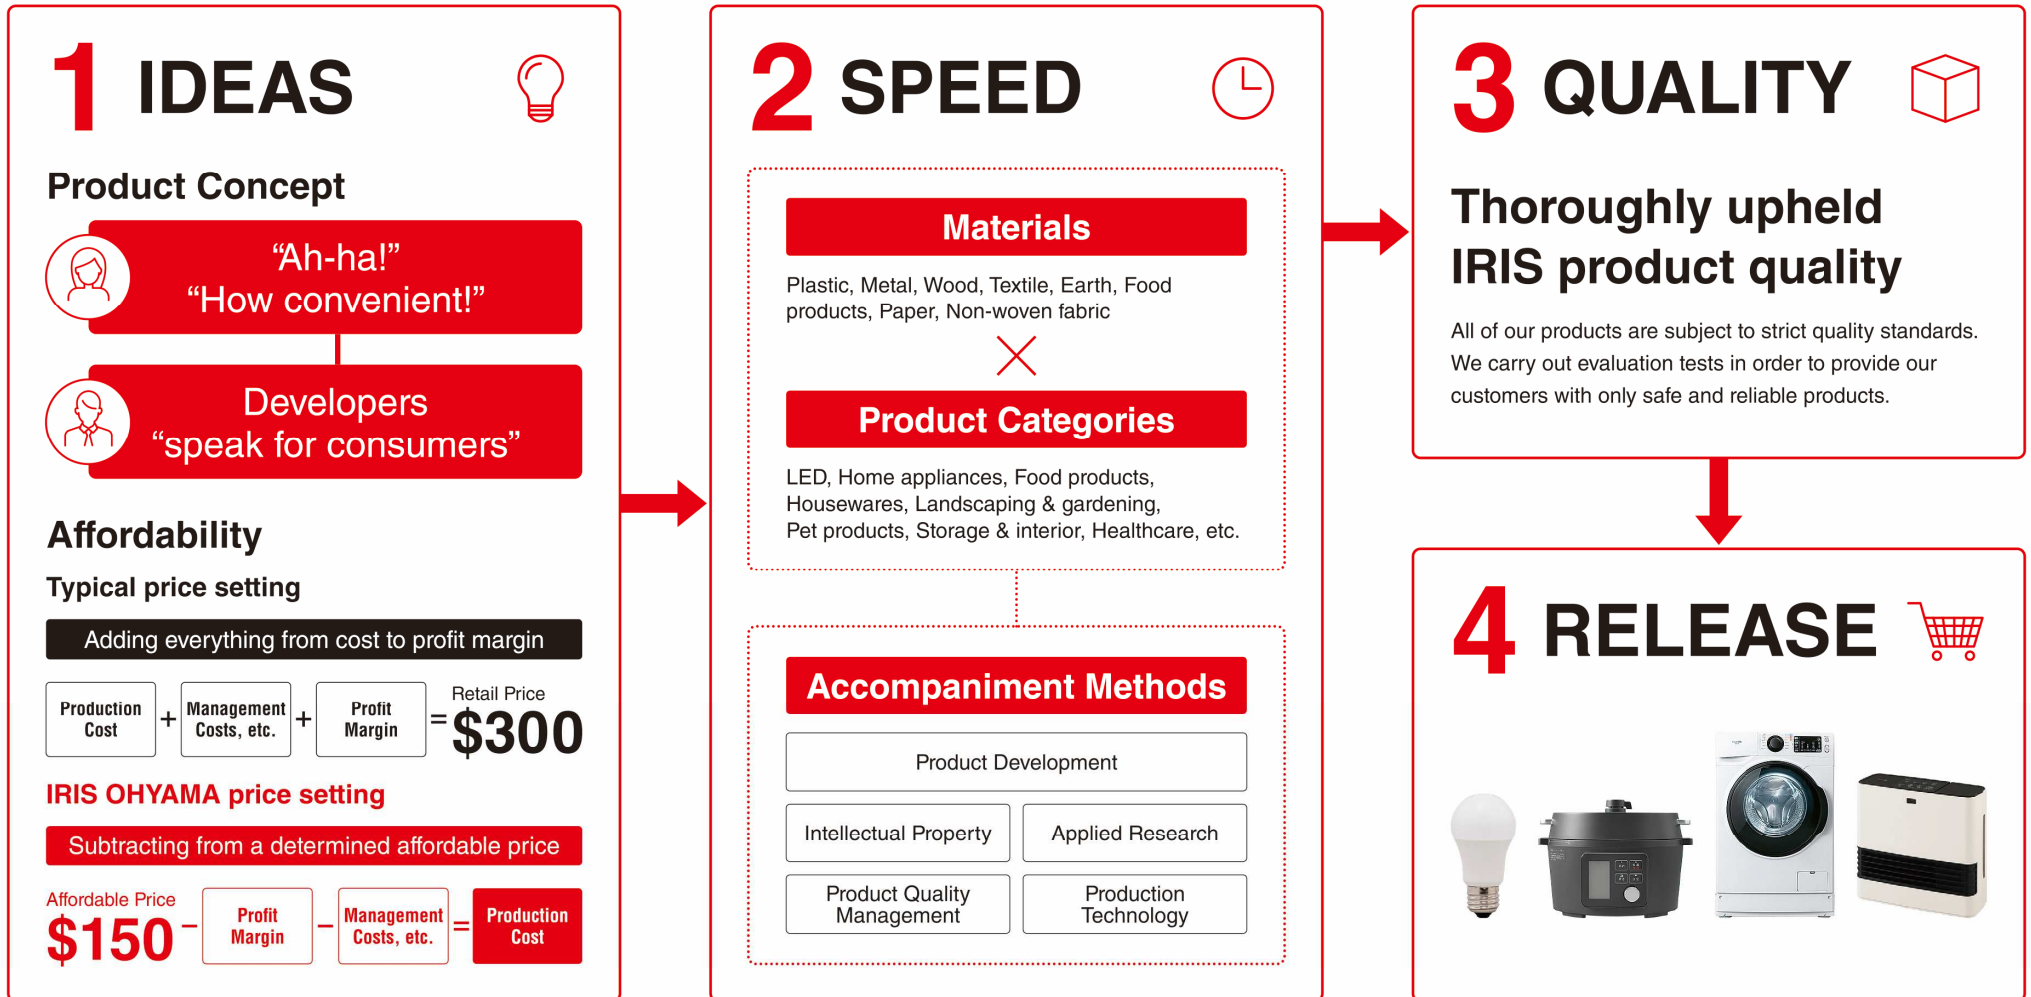 1 IDEAS
Product Concept
“Ah-ha!”
“How convenient!”
Developers
“speak for consumers”
Affordability
Typical price setting
Adding everything from cost to profit margin
Production
Cost
+
Management
Costs, etc.
+
Profit
Margin
=
Retail Price
$300
IRIS OHYAMA price setting
Subtracting from a determined affordable price
Affordable Price
$150
−
Profit
Margin
−
Management
Costs, etc.
=
Production
Cost
2 SPEED
Materials
Plastic, Metal, Wood, Textile, Earth, Food
products, Paper, Non-woven fabric
Product Categories
LED, Home appliances, Food products,
Housewares, Landscaping & gardening,
Pet products, Storage & interior, Healthcare, etc.
Accompaniment Methods
Product Development
Intellectual Property
Applied Research
Product Quality
Management
Production
Technology
3 QUALITY
Thoroughly upheld
IRIS product quality
All of our products are subject to strict quality standards.
We carry out evaluation tests in order to provide our
customers with only safe and reliable products.
4 RELEASE